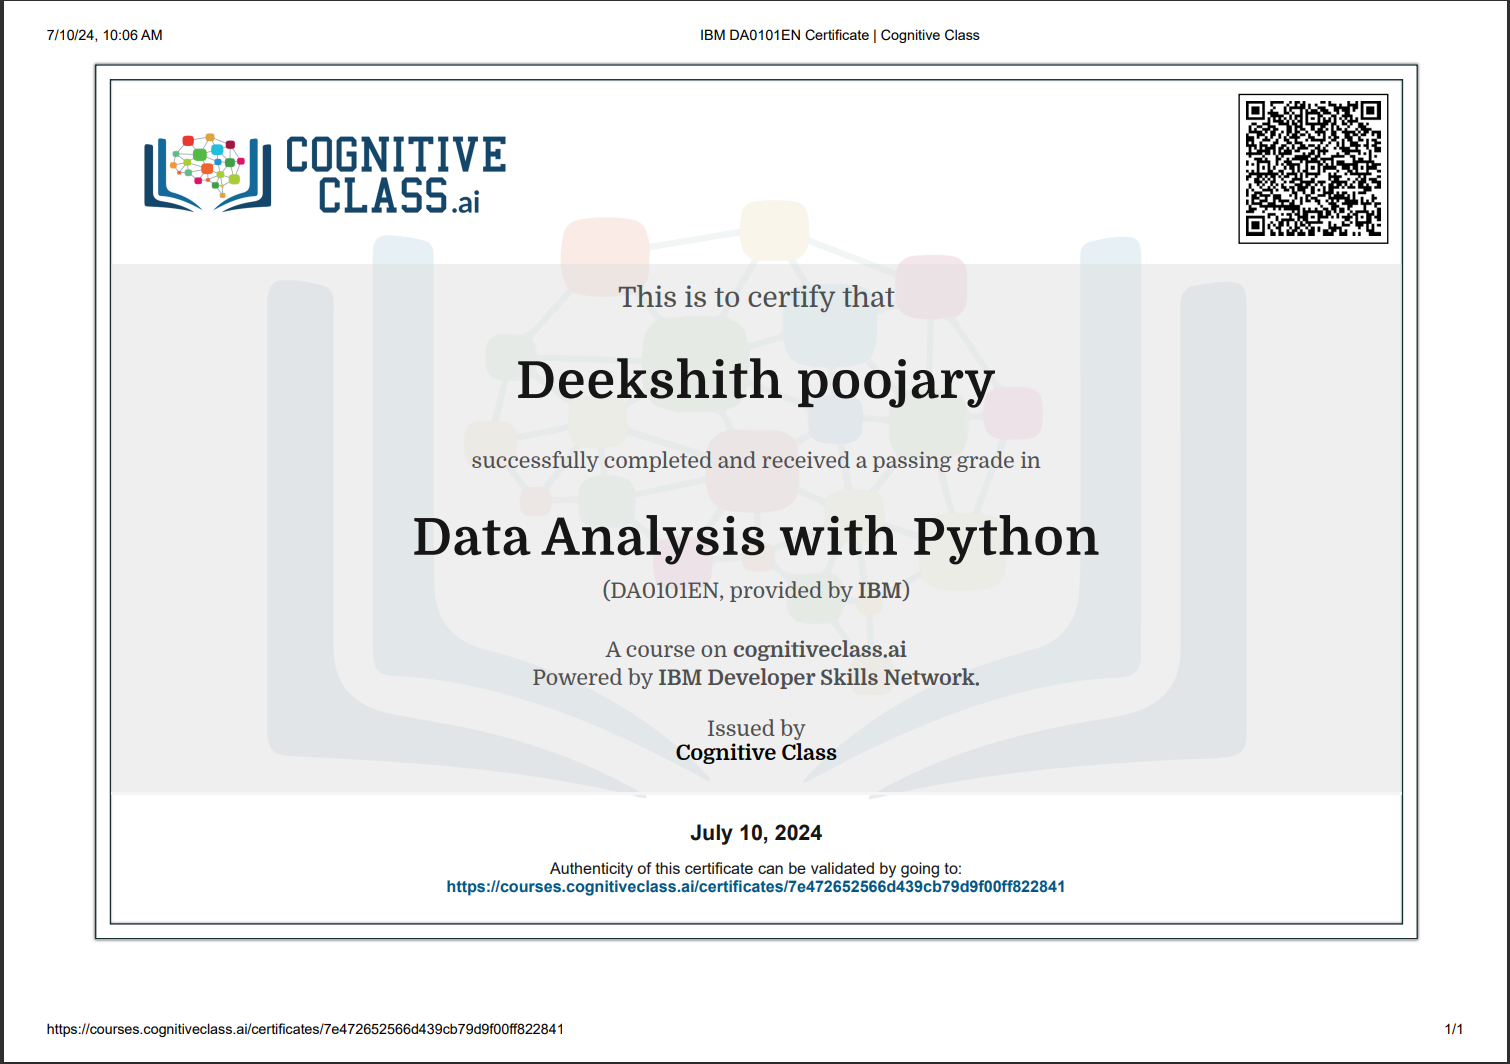 7/10/24, 10:06 AM
IBM DA0101EN Certificate | Cognitive Class
COGNITIVE
CLASS.ai
This is to certify that
Deekshith poojary
successfully completed and received a passing grade in
Data Analysis with Python
(DA0101EN, provided by IBM)
A course on cognitiveclass.ai
Powered by IBM Developer Skills Network.
Issued by
Cognitive Class
July 10, 2024
Authenticity of this certificate can be validated by going to:
https://courses.cognitiveclass.ai/certificates/7e472652566d439cb79d9f00ff822841
https://courses.cognitiveclass.ai/certificates/7e472652566d439cb79d9f00ff822841
1/1